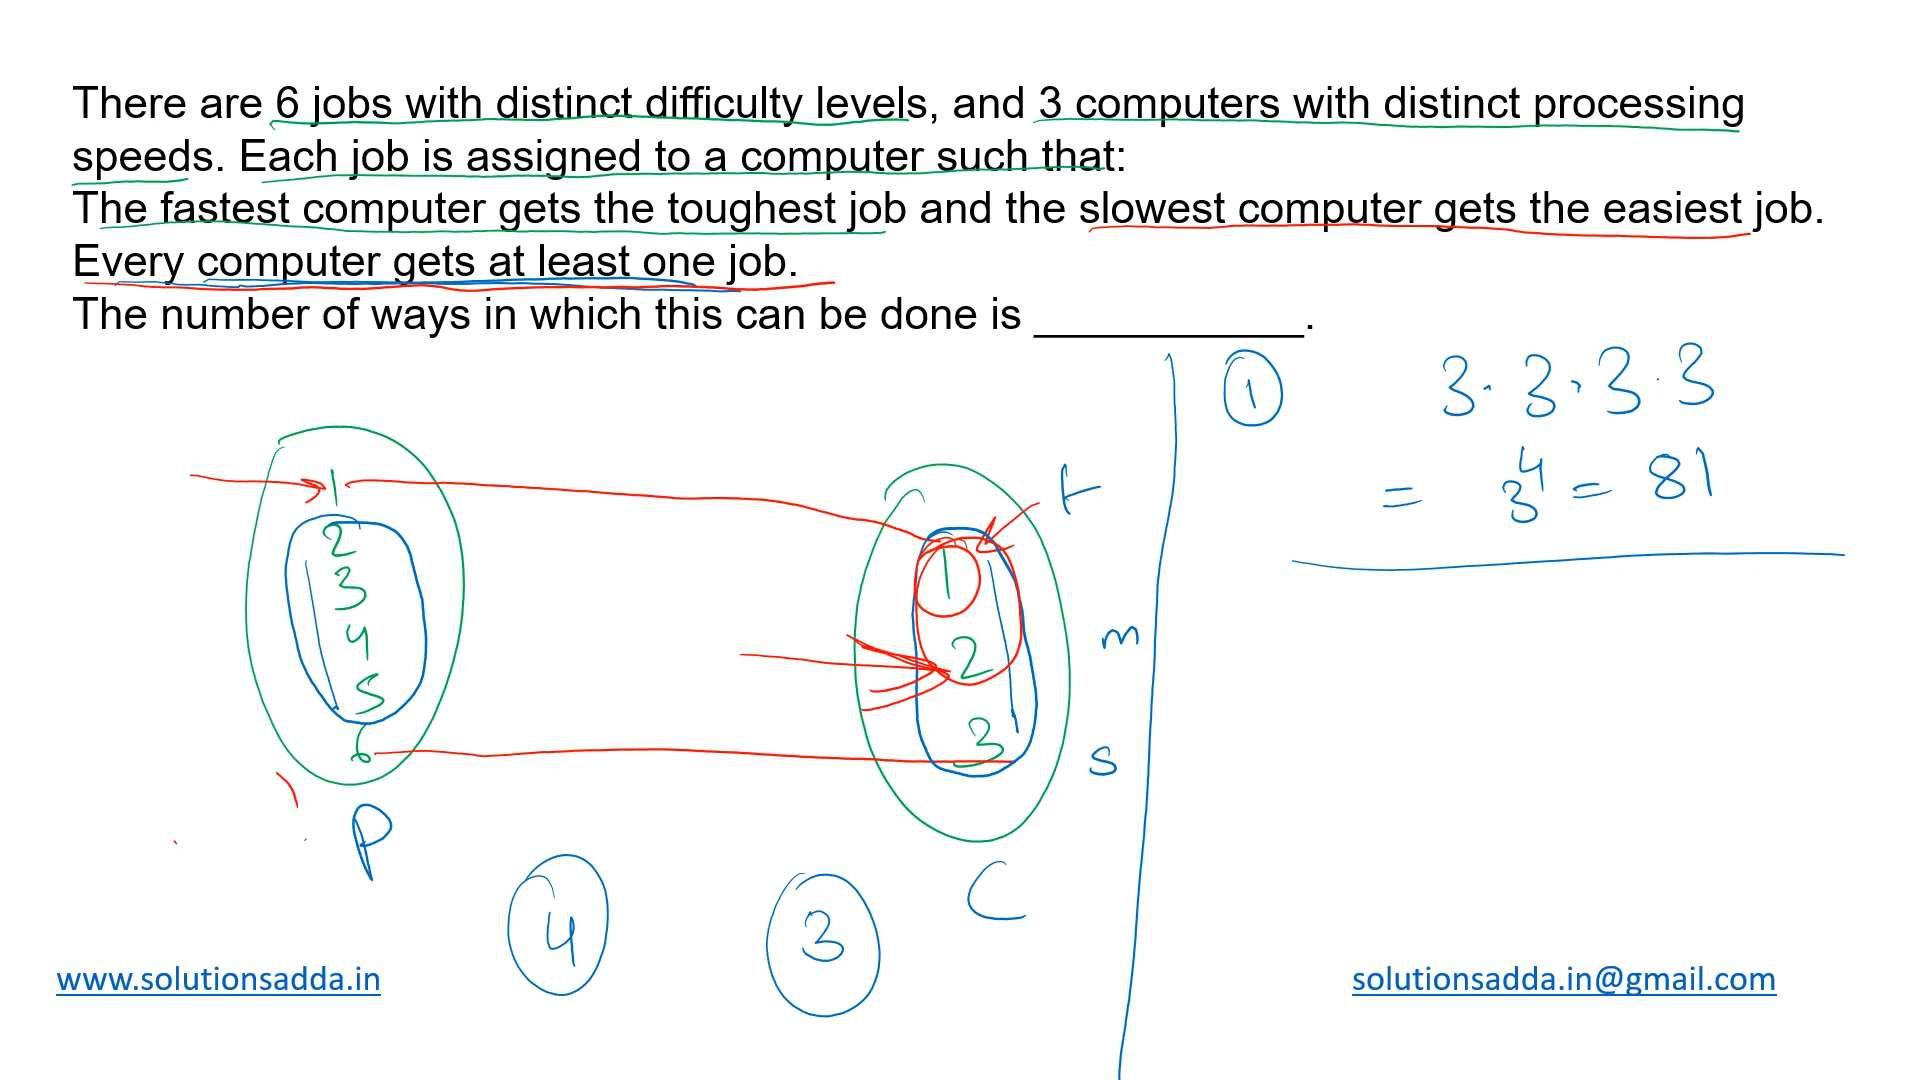 There are 6 jobs with distinct difficulty levels, and 3 computers with distinct processing
speeds. Each job is assigned to a computer such that:
The fastest computer gets the toughest job and the slowest computer gets the easiest job.
Every computer gets at least one job.
The number of ways in which this can be done is ____________.
1
3 · 3 · 3 · 3
= 3^4 = 81
1
2
3
4
5
6
P
1
2
3
C
m
s
4
3
www.solutionsadda.in
solutionsadda.in@gmail.com